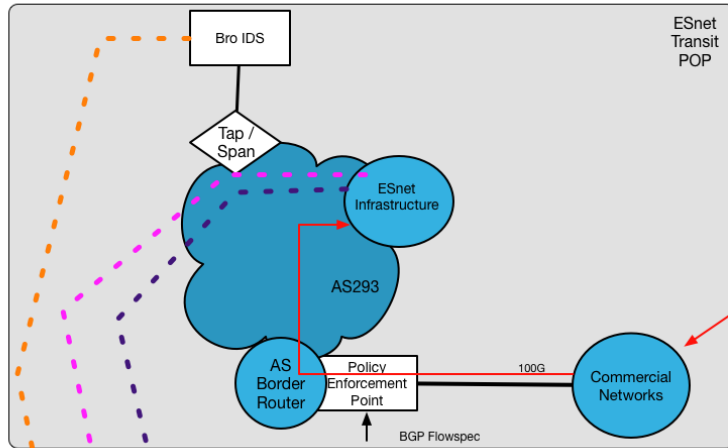 ESnet
Transit
POP
Bro IDS
Tap /
Span
ESnet
Infrastructure
AS293
AS
Border
Router
Policy
Enforcement
Point
100G
Commercial
Networks
BGP Flowspec